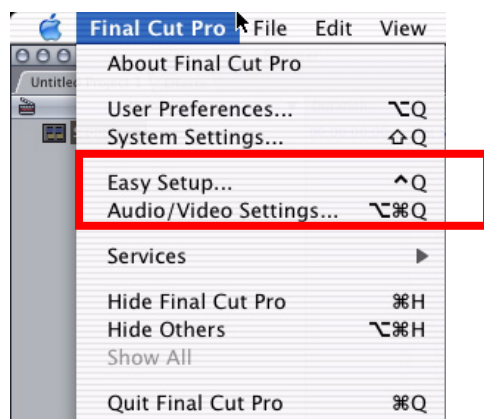 Final Cut Pro File Edit View
About Final Cut Pro
Untitled
User Preferences... ⌥Q
System Settings... ⇧Q
Easy Setup... ^Q
Audio/Video Settings... ⌥⌘Q
Services ▶
Hide Final Cut Pro ⌘H
Hide Others ⌥⌘H
Show All
Quit Final Cut Pro ⌘Q